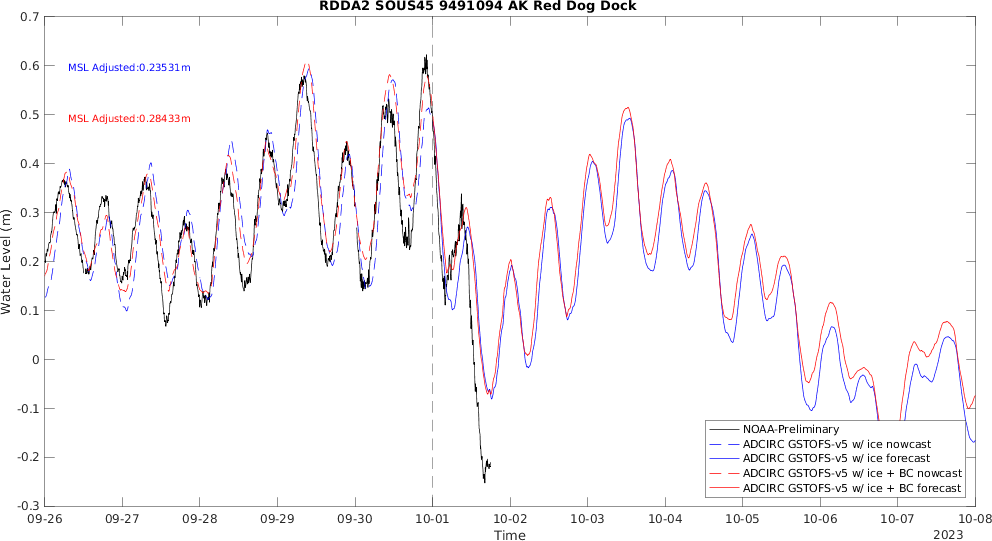 RDDA2 SOUS45 9491094 AK Red Dog Dock
0.7
0.6
0.5
0.4
0.3
0.2
0.1
0
-0.1
-0.2
-0.3
Water Level (m)
MSL Adjusted:0.23531m
MSL Adjusted:0.28433m
NOAA-Preliminary
ADCIRC GSTOFS-v5 w/ ice nowcast
ADCIRC GSTOFS-v5 w/ ice forecast
ADCIRC GSTOFS-v5 w/ ice + BC nowcast
ADCIRC GSTOFS-v5 w/ ice + BC forecast
09-26 09-27 09-28 09-29 09-30 10-01 10-02 10-03 10-04 10-05 10-06 10-07 10-08
Time
2023